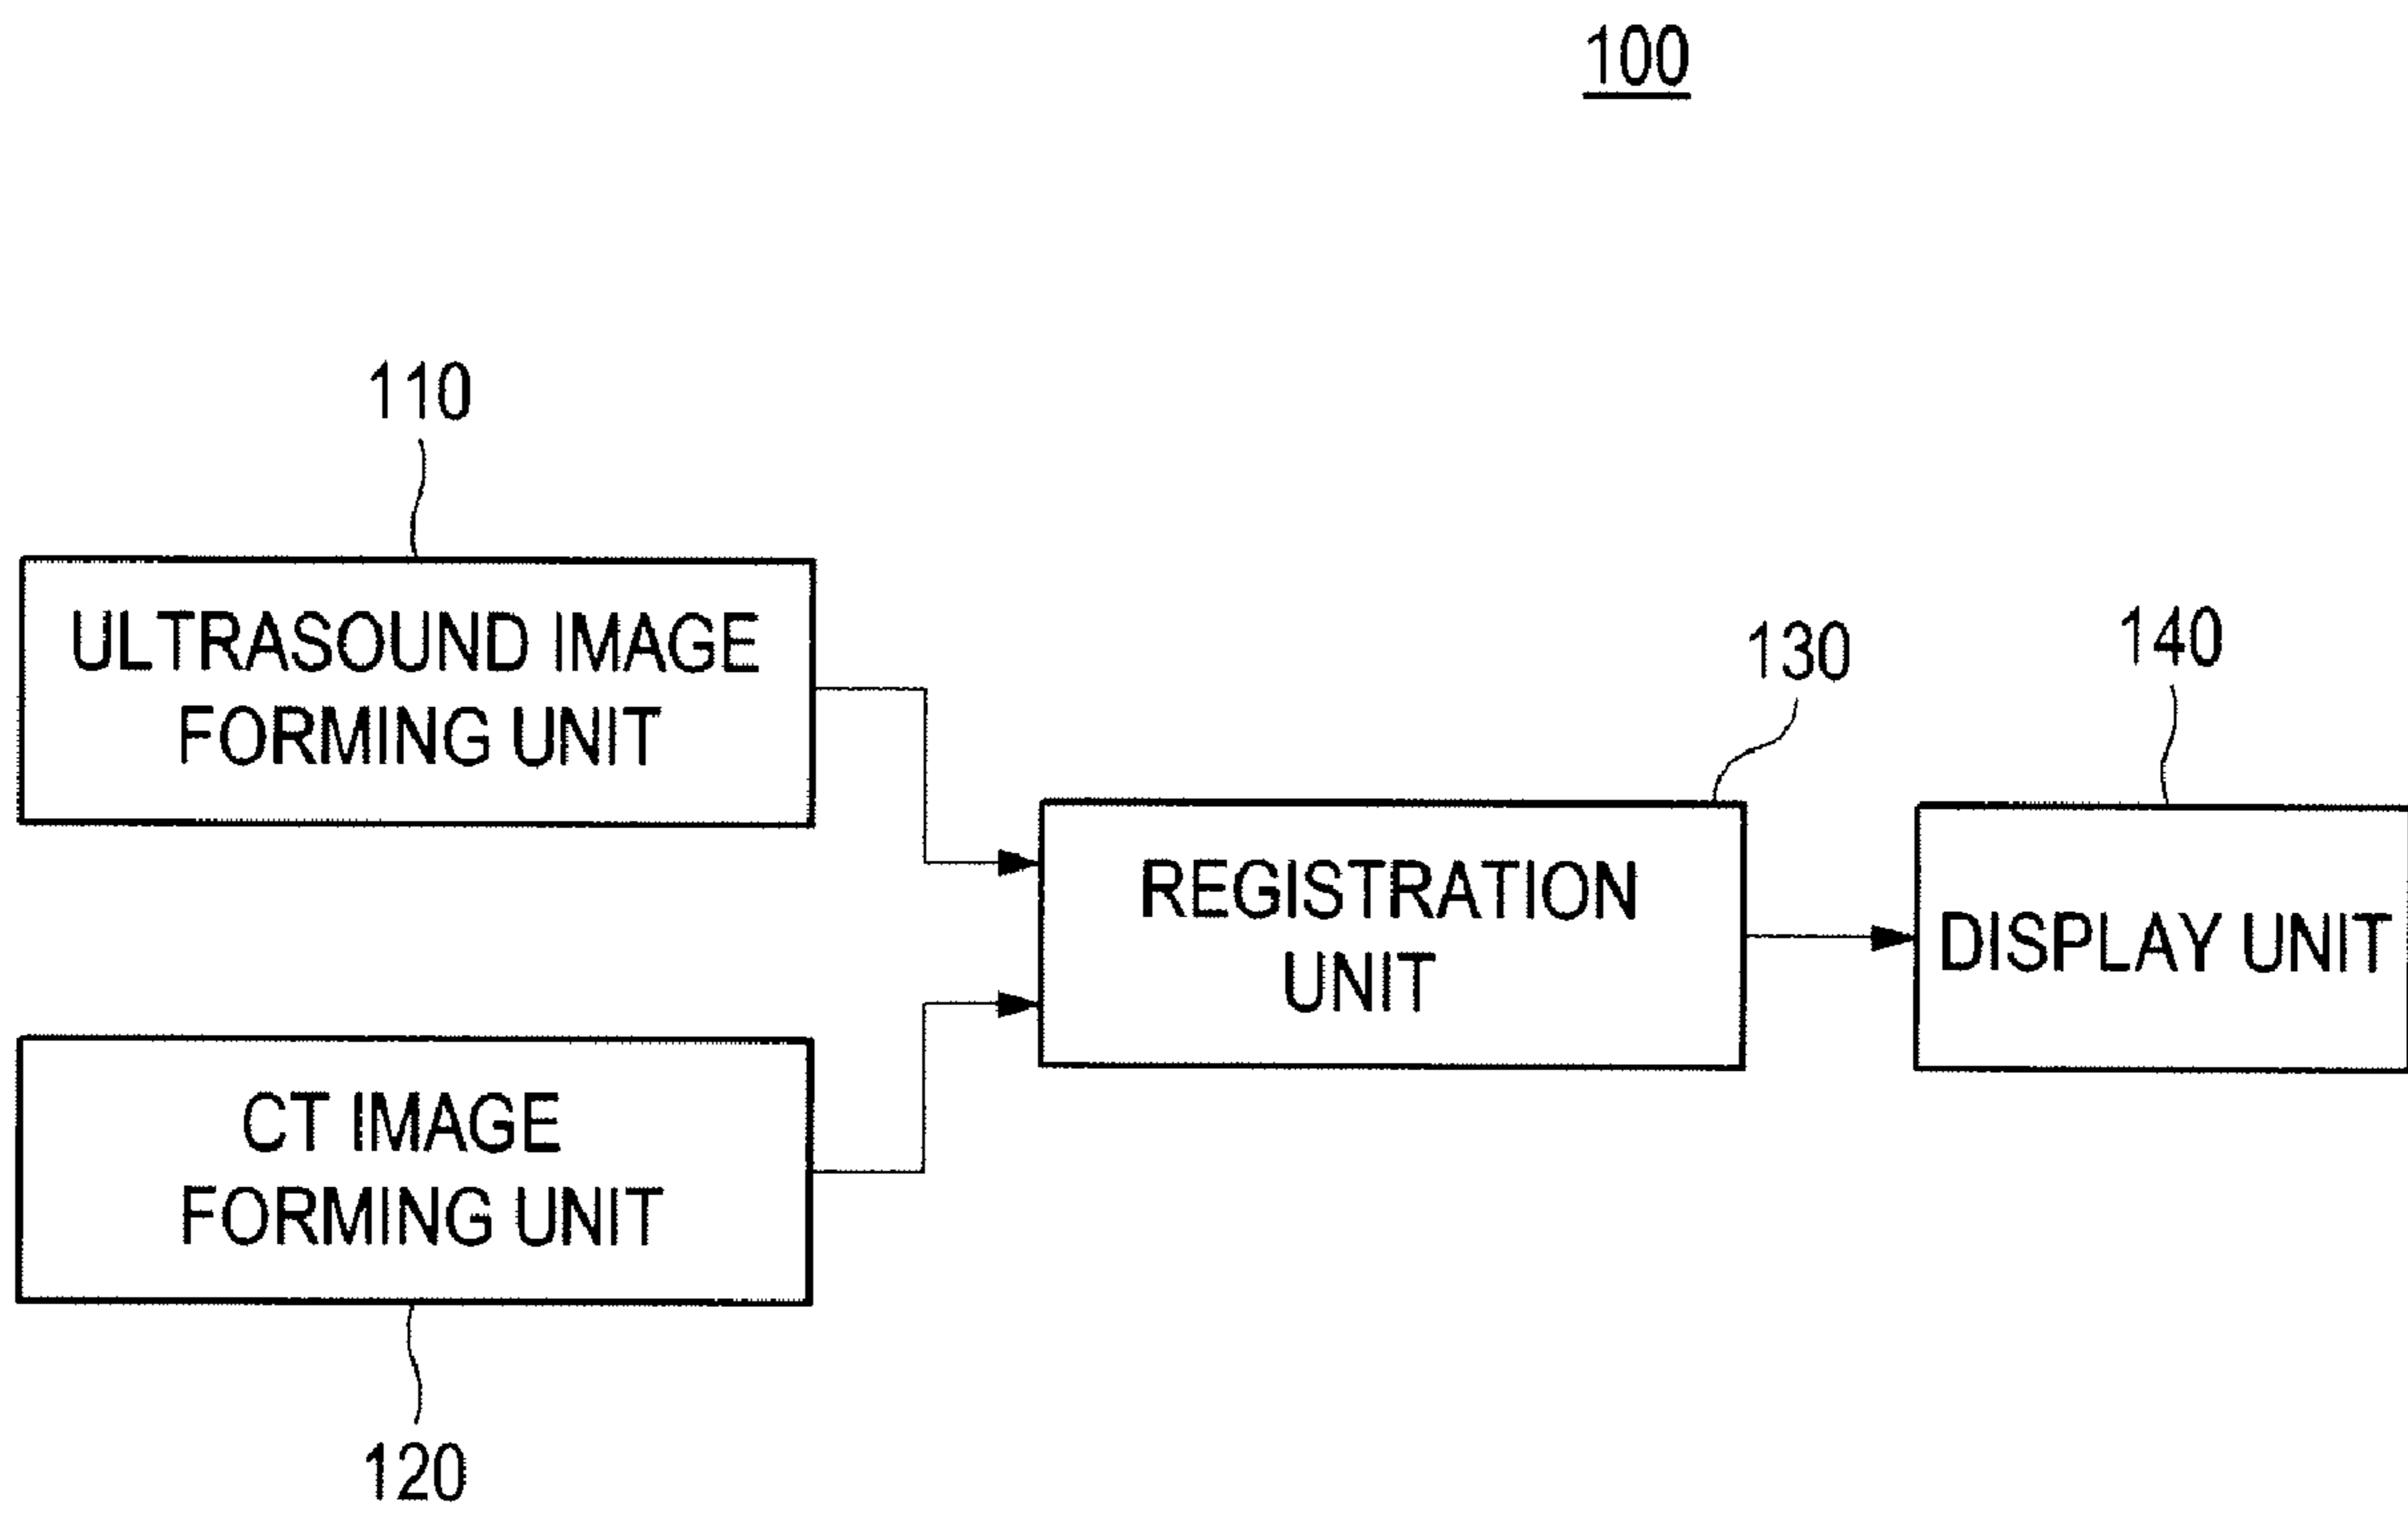 100
110
ULTRASOUND IMAGE
FORMING UNIT
130
140
REGISTRATION
UNIT
DISPLAY UNIT
CT IMAGE
FORMING UNIT
120